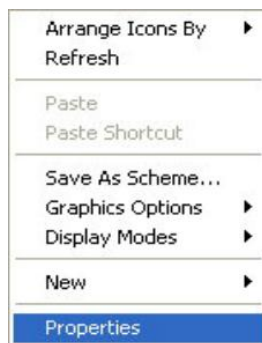 Arrange Icons By
Refresh
Paste
Paste Shortcut
Save As Scheme...
Graphics Options
Display Modes
New
Properties